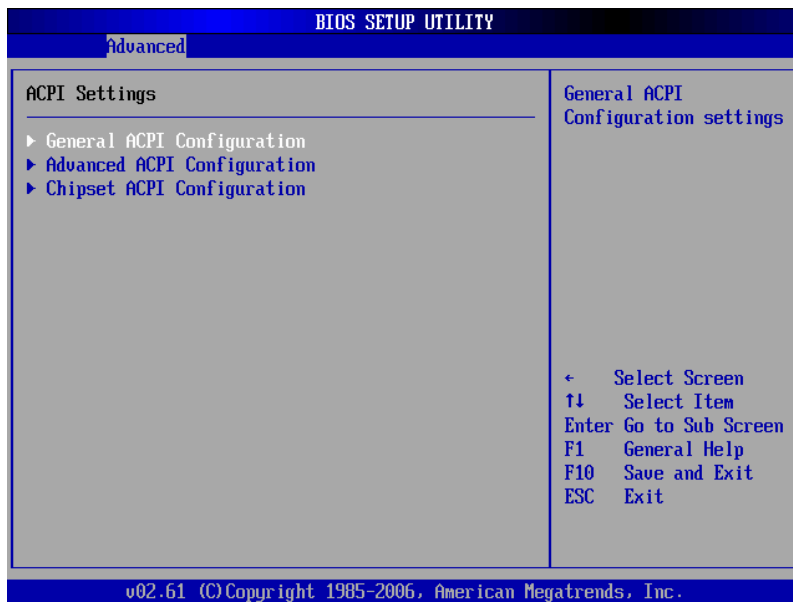 BIOS SETUP UTILITY
Advanced
ACPI Settings
General ACPI Configuration
Advanced ACPI Configuration
Chipset ACPI Configuration
General ACPI
Configuration settings
← Select Screen
↑↓ Select Item
Enter Go to Sub Screen
F1 General Help
F10 Save and Exit
ESC Exit
v02.61 (C)Copyright 1985-2006, American Megatrends, Inc.